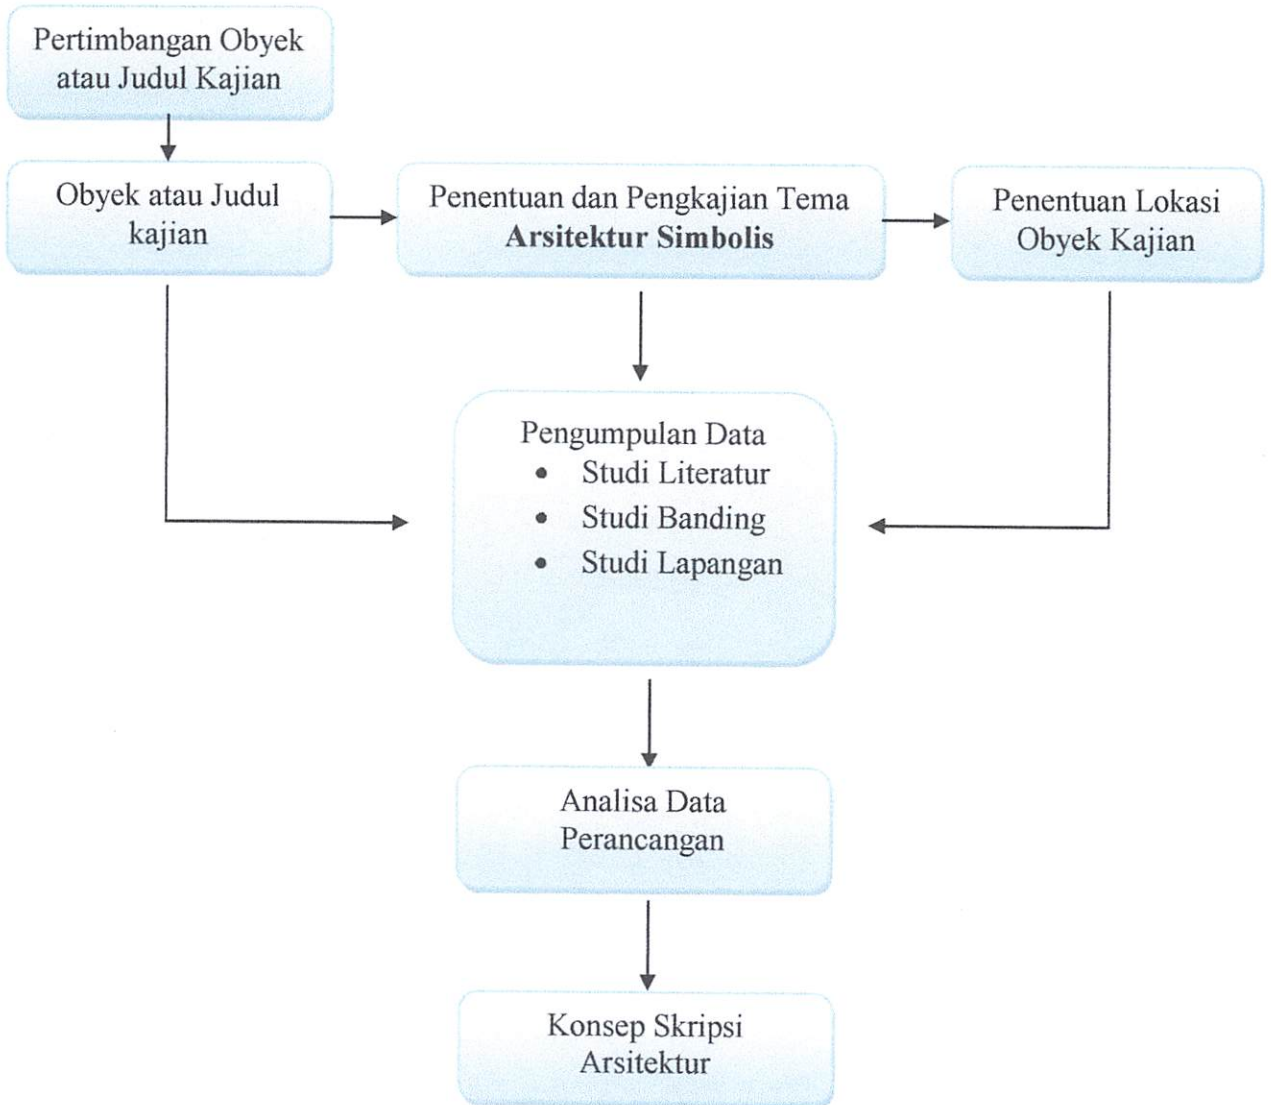 Pertimbangan Obyek
atau Judul Kajian
Obyek atau Judul
kajian
Penentuan dan Pengkajian Tema
Arsitektur Simbolis
Penentuan Lokasi
Obyek Kajian
Pengumpulan Data
• Studi Literatur
• Studi Banding
• Studi Lapangan
Analisa Data
Perancangan
Konsep Skripsi
Arsitektur